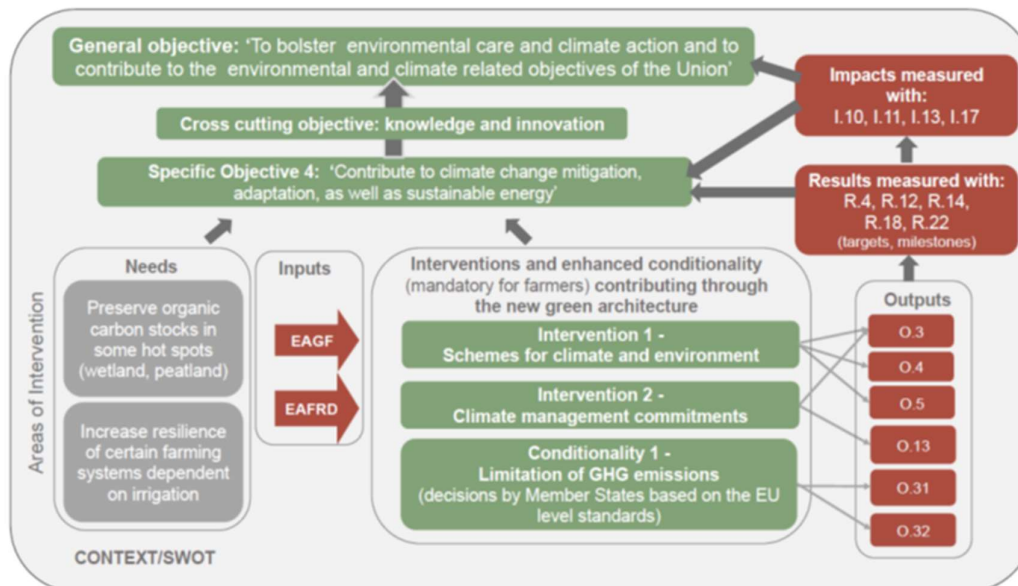 General objective: 'To bolster environmental care and climate action and to
contribute to the environmental and climate related objectives of the Union'
Cross cutting objective: knowledge and innovation
Specific Objective 4: 'Contribute to climate change mitigation,
adaptation, as well as sustainable energy'
Impacts measured
with:
I.10, I.11, I.13, I.17
Results measured with:
R.4, R.12, R.14,
R.18, R.22
(targets, milestones)
Areas of Intervention
Needs
Preserve organic
carbon stocks in
some hot spots
(wetland, peatland)
Increase resilience
of certain farming
systems dependent
on irrigation
CONTEXT/SWOT
Inputs
EAGF
EAFRD
Interventions and enhanced conditionality
(mandatory for farmers) contributing through
the new green architecture
Intervention 1 -
Schemes for climate and environment
Intervention 2 -
Climate management commitments
Conditionality 1 -
Limitation of GHG emissions
(decisions by Member States based on the EU
level standards)
Outputs
O.3
O.4
O.5
O.13
O.31
O.32